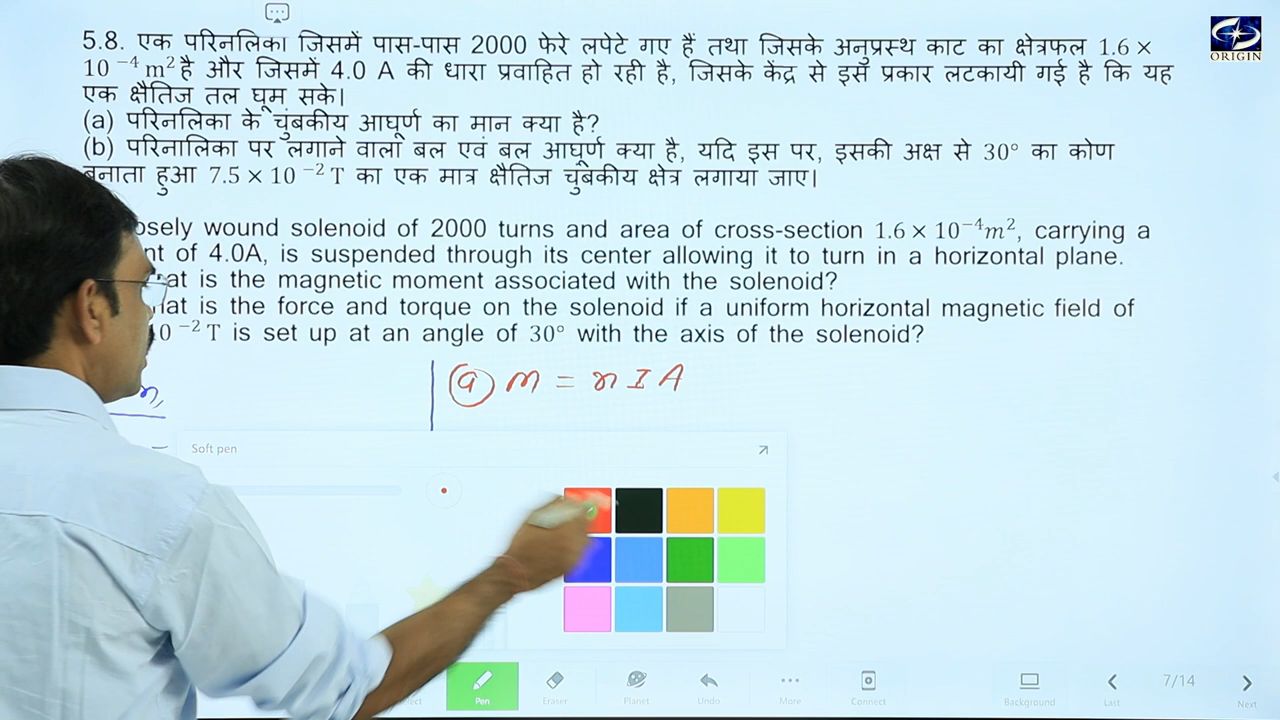 ORIGIN
5.8. एक परिनलिका जिसमें पास-पास 2000 फेरे लपेटे गए हैं तथा जिसके अनुप्रस्थ काट का क्षेत्रफल 1.6 ×
10 ⁻⁴ m² है और जिसमें 4.0 A की धारा प्रवाहित हो रही है, जिसके केंद्र से इस प्रकार लटकायी गई है कि यह
एक क्षैतिज तल घूम सके।
(a) परिनलिका के चुंबकीय आघूर्ण का मान क्या है?
(b) परिनालिका पर लगाने वाला बल एवं बल आघूर्ण क्या है, यदि इस पर, इसकी अक्ष से 30° का कोण
बनाता हुआ 7.5 × 10 ⁻² T का एक मात्र क्षैतिज चुंबकीय क्षेत्र लगाया जाए।
osely wound solenoid of 2000 turns and area of cross-section 1.6 × 10⁻⁴m², carrying a
nt of 4.0A, is suspended through its center allowing it to turn in a horizontal plane.
at is the magnetic moment associated with the solenoid?
hat is the force and torque on the solenoid if a uniform horizontal magnetic field of
0 ⁻² T is set up at an angle of 30° with the axis of the solenoid?
(a) m = n I A
Soft pen
Pen Eraser Planet Undo More Connect Background Last 7/14 Next